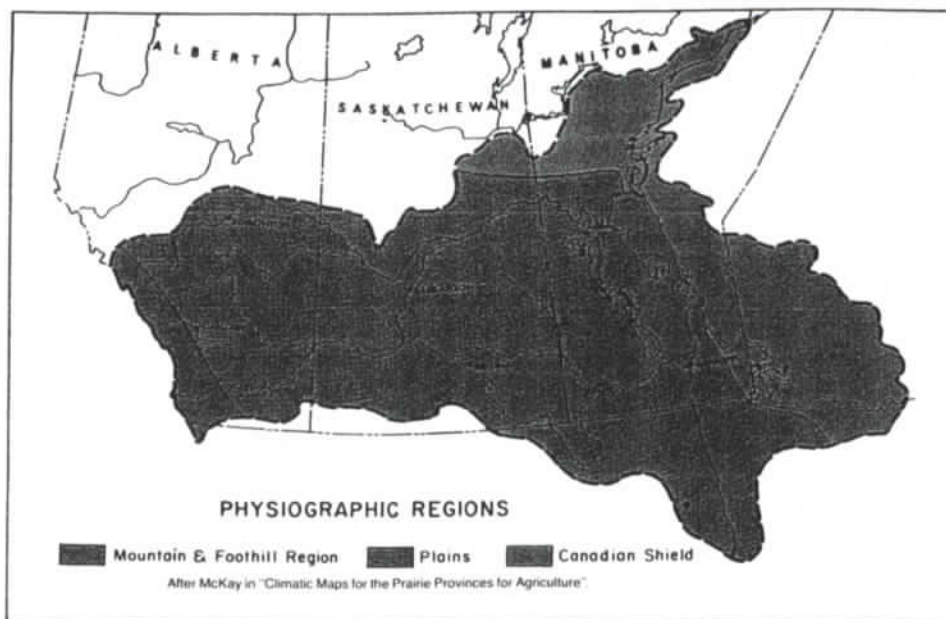 ALBERTA
MANITOBA
SASKATCHEWAN
PHYSIOGRAPHIC REGIONS
Mountain & Foothill Region Plains Canadian Shield
After McKay in "Climatic Maps for the Prairie Provinces for Agriculture".